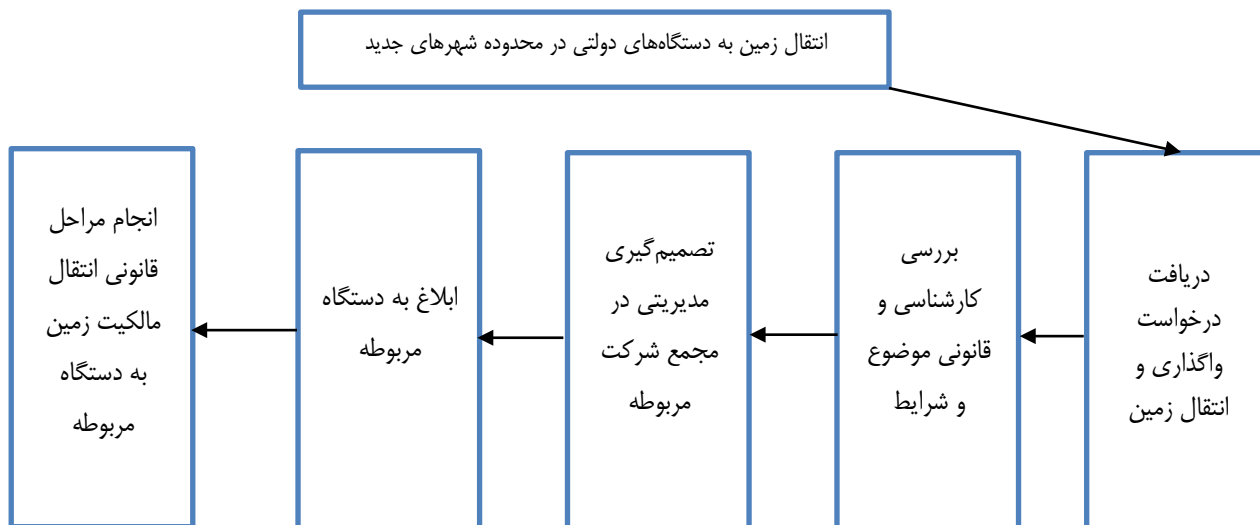 انتقال زمین به دستگاه‌های دولتی در محدوده شهرهای جدید
دریافت
درخواست
واگذاری و
انتقال زمین
بررسی
کارشناسی و
قانونی موضوع
و شرایط
تصمیم‌گیری
مدیریتی در
مجمع شرکت
مربوطه
ابلاغ به دستگاه
مربوطه
انجام مراحل
قانونی انتقال
مالکیت زمین
به دستگاه
مربوطه